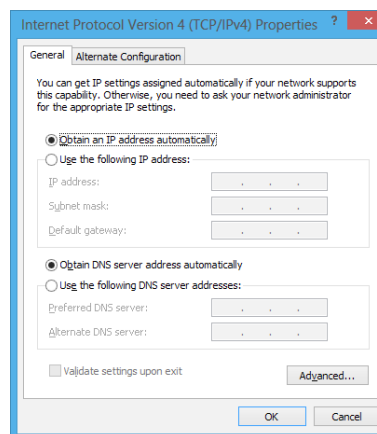 Internet Protocol Version 4 (TCP/IPv4) Properties ? ×
General Alternate Configuration
You can get IP settings assigned automatically if your network supports
this capability. Otherwise, you need to ask your network administrator
for the appropriate IP settings.
Obtain an IP address automatically
Use the following IP address:
IP address: . . .
Subnet mask: . . .
Default gateway: . . .
Obtain DNS server address automatically
Use the following DNS server addresses:
Preferred DNS server: . . .
Alternate DNS server: . . .
Validate settings upon exit
Advanced...
OK Cancel